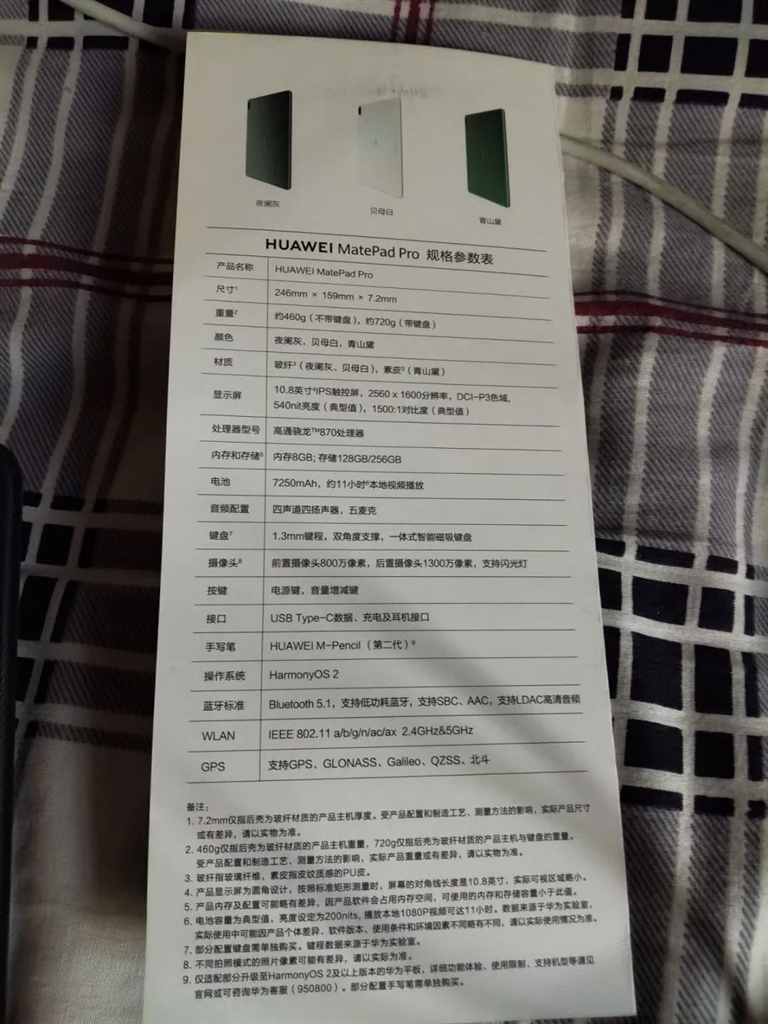 夜阑灰
贝母白
青山黛
HUAWEI MatePad Pro 规格参数表
产品名称 HUAWEI MatePad Pro
尺寸¹ 246mm × 159mm × 7.2mm
重量² 约460g（不带键盘），约720g（带键盘）
颜色 夜阑灰，贝母白，青山黛
材质 玻纤³（夜阑灰、贝母白），素皮³（青山黛）
显示屏 10.8英寸⁴IPS触控屏，2560 x 1600分辨率，DCI-P3色域，
540nit亮度（典型值），1500:1对比度（典型值）
处理器型号 高通骁龙™870处理器
内存和存储⁵ 内存8GB; 存储128GB/256GB
电池 7250mAh，约11小时⁶本地视频播放
音频配置 四声道四扬声器，五麦克
键盘⁷ 1.3mm键程，双角度支撑，一体式智能磁吸键盘
摄像头⁸ 前置摄像头800万像素，后置摄像头1300万像素，支持闪光灯
按键 电源键，音量增减键
接口 USB Type-C数据、充电及耳机接口
手写笔 HUAWEI M-Pencil（第二代）⁹
操作系统 HarmonyOS 2
蓝牙标准 Bluetooth 5.1，支持低功耗蓝牙，支持SBC、AAC，支持LDAC高清音频
WLAN IEEE 802.11 a/b/g/n/ac/ax 2.4GHz&5GHz
GPS 支持GPS、GLONASS、Galileo、QZSS、北斗
备注：
1. 7.2mm仅指后壳为玻纤材质的产品主机厚度。受产品配置和制造工艺、测量方法的影响，实际产品尺寸
或有差异，请以实物为准。
2. 460g仅指后壳为玻纤材质的产品主机重量，720g仅指后壳为玻纤材质的产品主机与键盘的重量。
受产品配置和制造工艺、测量方法的影响，实际产品重量或有差异，请以实物为准。
3. 玻纤指玻璃纤维，素皮指皮纹质感的PU皮。
4. 产品显示屏为圆角设计，按照标准矩形测量时，屏幕的对角线长度是10.8英寸，实际可视区域略小。
5. 产品内存及配置可能略有差异，因产品软件会占用内存空间，可使用的内存和存储容量小于此值。
6. 电池容量为典型值，亮度设定为200nits, 播放本地1080P视频可达11小时。数据来源于华为实验室，
实际使用中可能因产品个体差异、软件版本、使用条件和环境因素不同略有不同，请以实际使用情况为准。
7. 部分配置键盘需单独购买。键程数据来源于华为实验室。
8. 不同拍照模式的照片像素可能有差异，请以实际为准。
9. 仅适配部分升级至HarmonyOS 2及以上版本的华为平板，详细功能体验、使用限制、支持机型等请见
官网或可咨询华为客服（950800）。部分配置手写笔需单独购买。